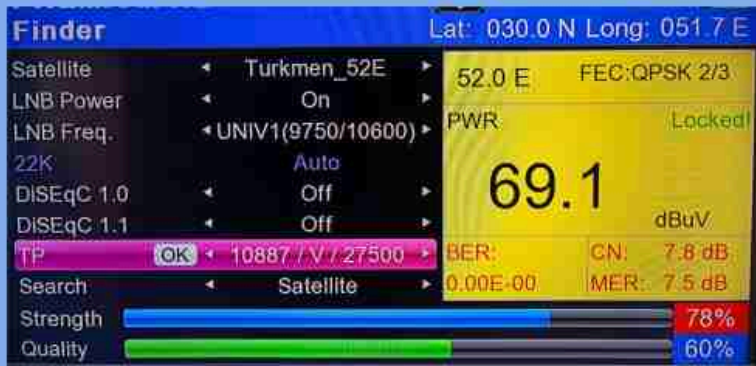 Finder
Lat: 030.0 N Long: 051.7 E
Satellite Turkmen_52E
LNB Power On
LNB Freq. UNIV1(9750/10600)
22K Auto
DiSEqC 1.0 Off
DiSEqC 1.1 Off
TP OK 10887 / V / 27500
Search Satellite
52.0 E FEC:QPSK 2/3
PWR Locked!
69.1
dBuV
BER: CN: 7.8 dB
0.00E-00 MER: 7.5 dB
Strength 78%
Quality 60%